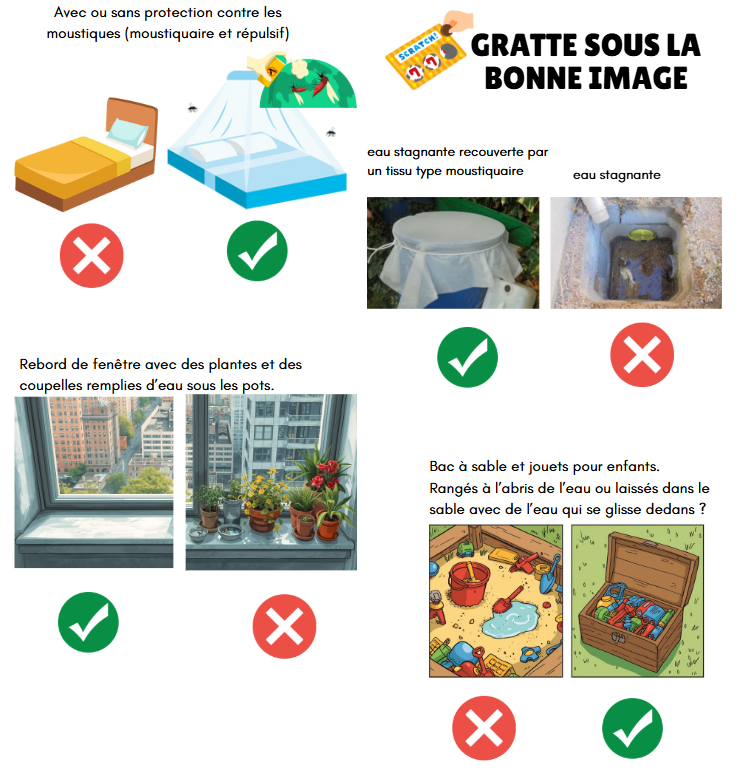 Avec ou sans protection contre les
moustiques (moustiquaire et répulsif)
SCRATCH!
7 7
GRATTE SOUS LA
BONNE IMAGE
eau stagnante recouverte par
un tissu type moustiquaire
eau stagnante
Rebord de fenêtre avec des plantes et des
coupelles remplies d'eau sous les pots.
Bac à sable et jouets pour enfants.
Rangés à l'abris de l'eau ou laissés dans le
sable avec de l'eau qui se glisse dedans ?